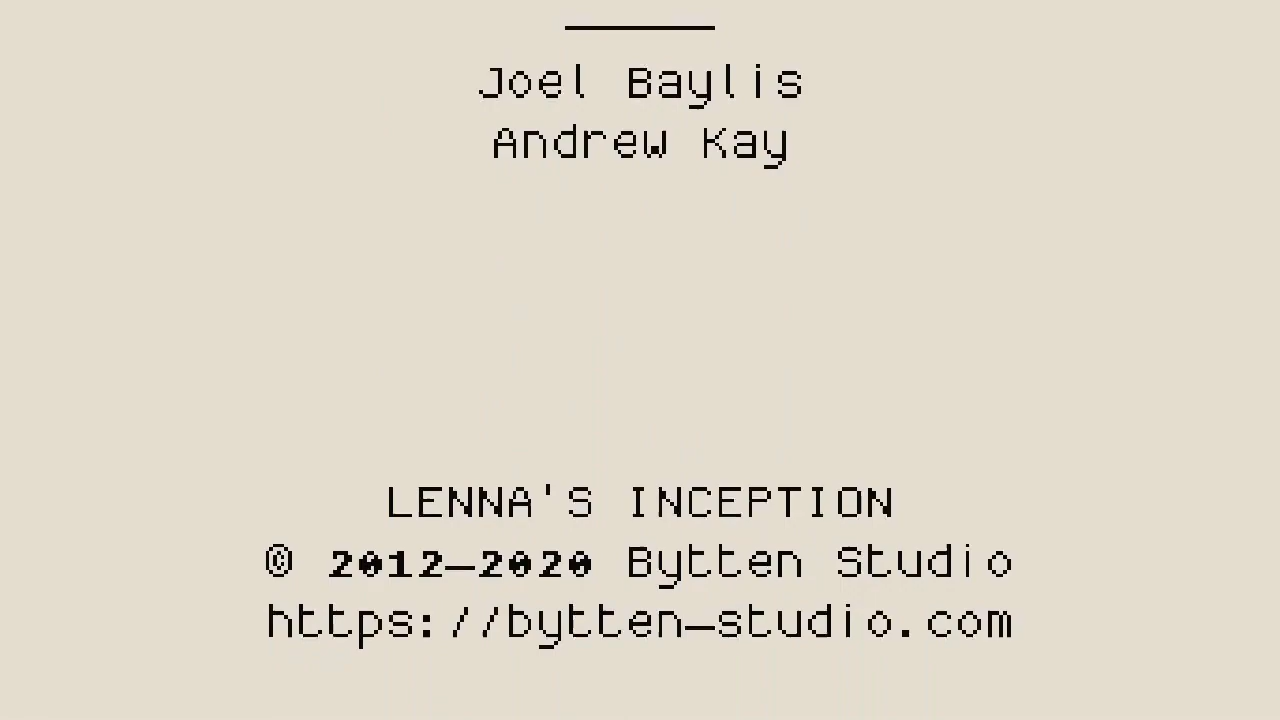 Joel Baylis
Andrew Kay
LENNA'S INCEPTION
© 2012–2020 Bytten Studio
https://bytten-studio.com